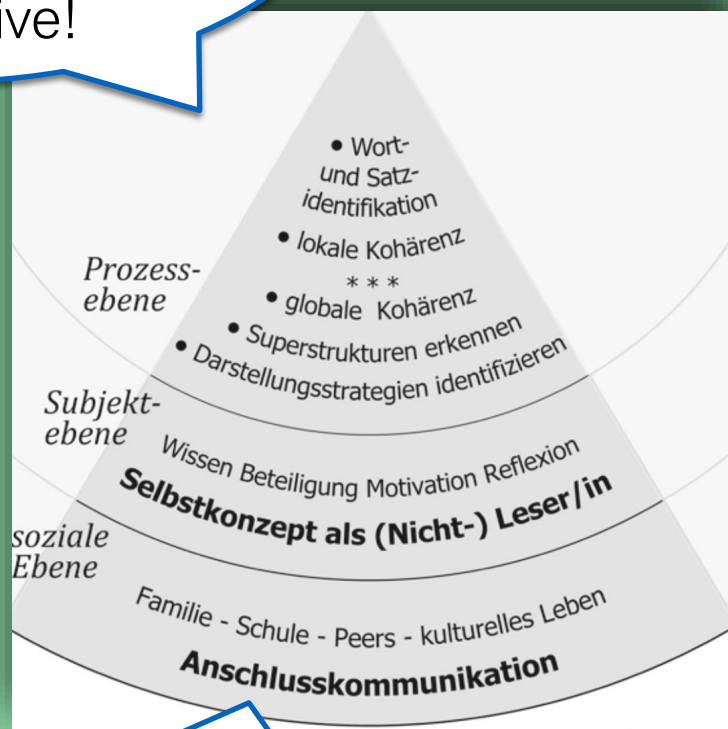 ive!
• Wort-
und Satz-
identifikation
• lokale Kohärenz
* * *
• globale Kohärenz
• Superstrukturen erkennen
• Darstellungsstrategien identifizieren
Prozess-
ebene
Subjekt-
ebene
Wissen Beteiligung Motivation Reflexion
Selbstkonzept als (Nicht-) Leser/in
soziale
Ebene
Familie - Schule - Peers - kulturelles Leben
Anschlusskommunikation